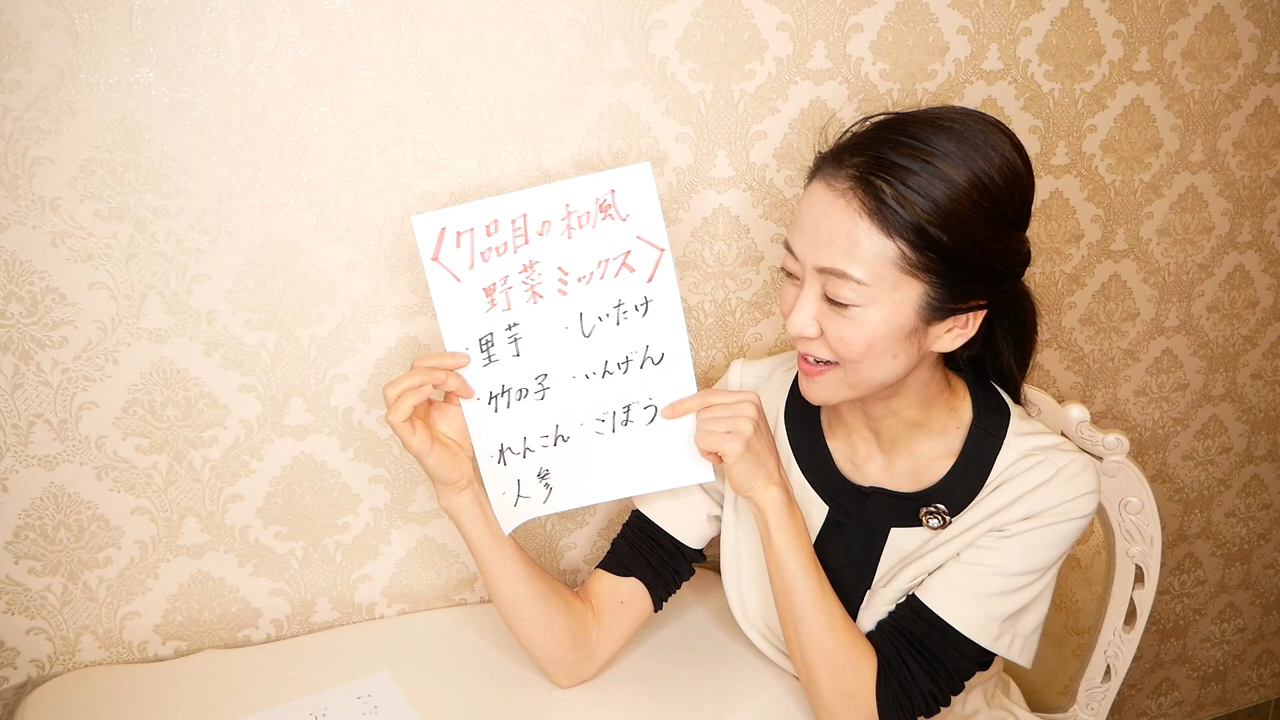 〈7品目の和風
野菜ミックス〉
・里芋 ・しいたけ
・竹の子 ・いんげん
・れんこん ・ごぼう
・人参